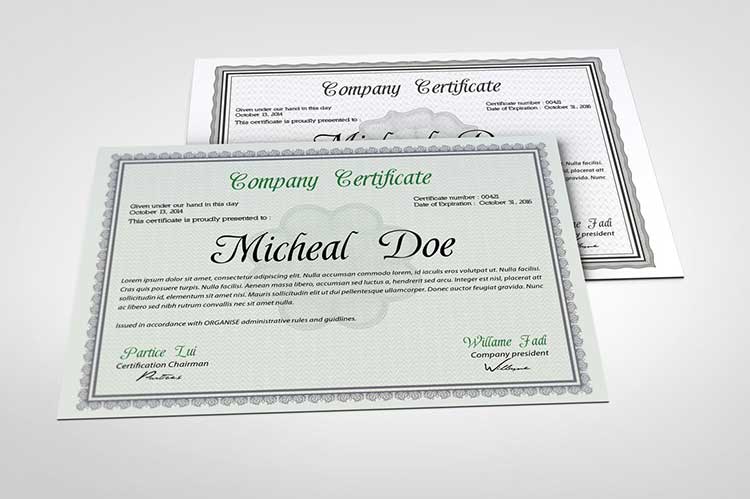 Company Certificate
Given under our hand in this day
October 13, 2014
Certificate number : 00421
Date of Expiration : October 31, 2016
This certificate is proudly presented to :
Micheal
Nulla facilisi.
gravida. Nunc
Fadi
president
Company Certificate
Given under our hand in this day
October 13, 2014
Certificate number : 00421
Date of Expiration : October 31, 2016
This certificate is proudly presented to :
Micheal Doe
Lorem ipsum dolor sit amet, consectetur adipiscing elit. Nulla accumsan commodo lorem, id iaculis eros volutpat ut. Nulla facilisi.
Cras quis posuere turpis. Nulla facilisi. Aenean massa libero, accumsan sed luctus a, hendrerit sed arcu. Integer eu placerat massa, id
sollicitudin id, elementum sit amet nisi. Mauris sollicitudin elit ut dui pellentesque ullamcorper. Donec auctor feugiat gravida. Nunc
ac libero sed nibh rutrum convallis nec sit amet nulla.
Issued in accordance with ORGANISE administrative rules and guidlines.
Partice Lui
Certification Chairman
Willame Fadi
Company president